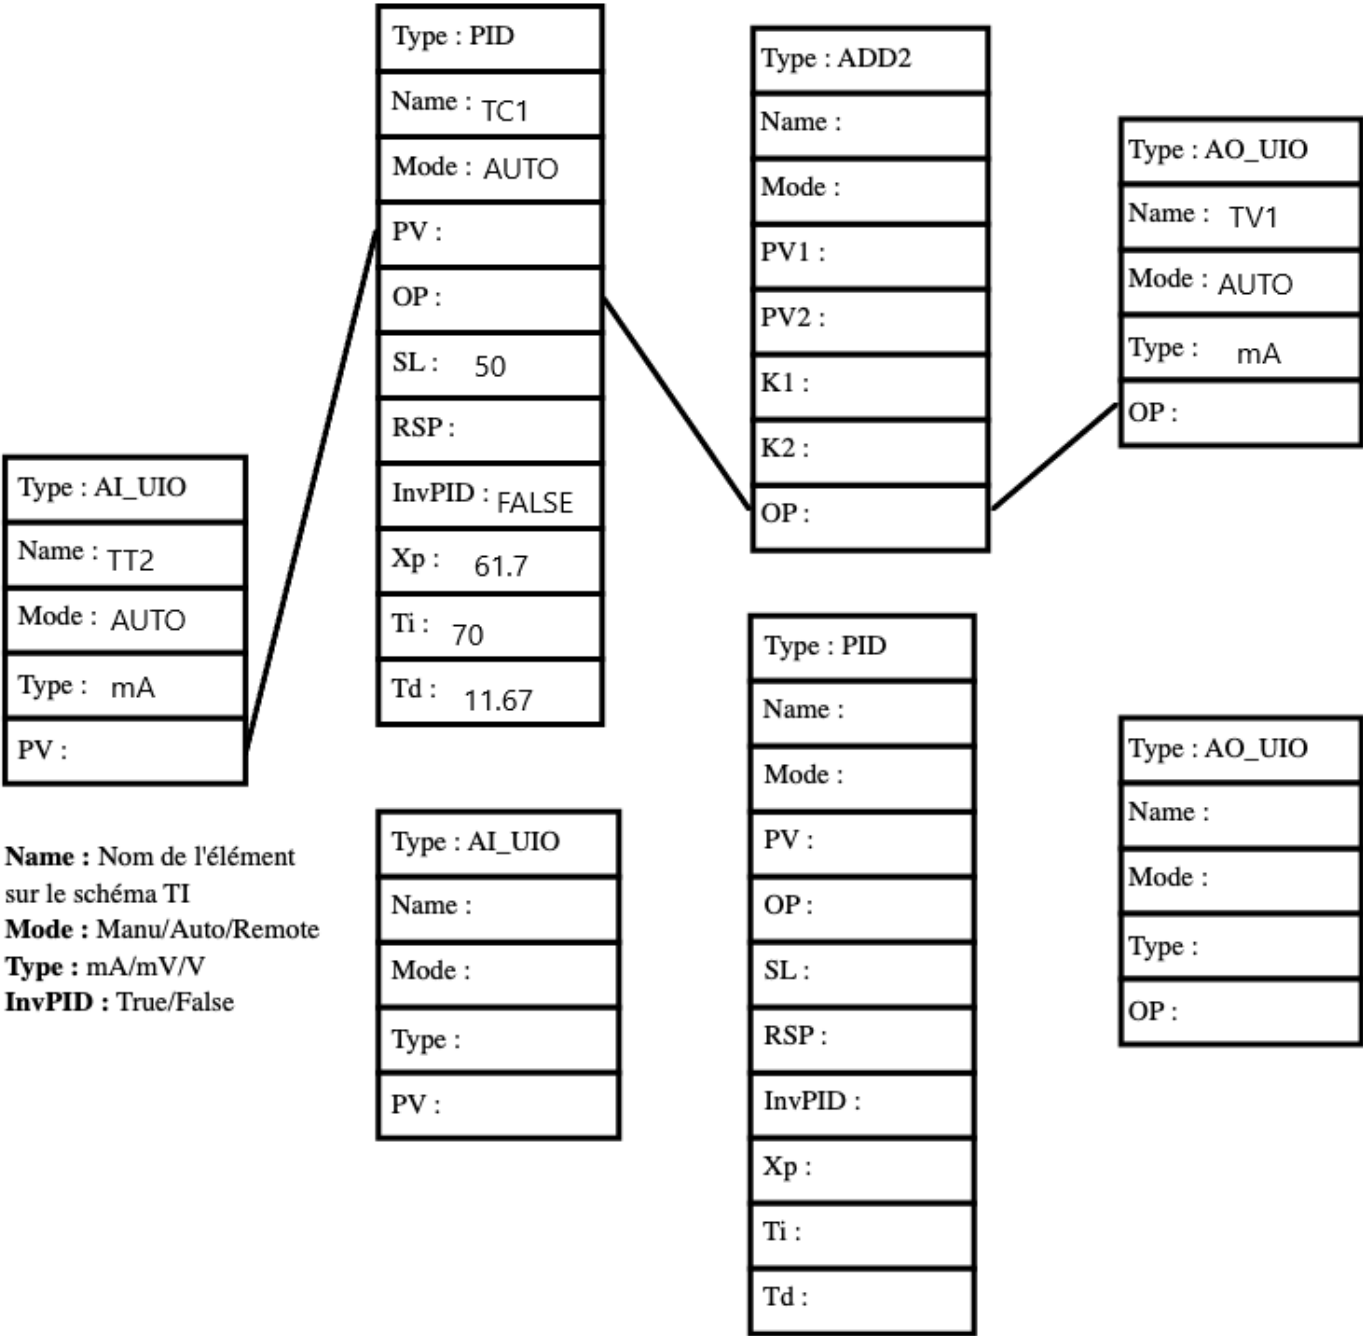 Type : PID
Name : TC1
Mode : AUTO
PV :
OP :
SL : 50
RSP :
InvPID : FALSE
Xp : 61.7
Ti : 70
Td : 11.67
Type : ADD2
Name :
Mode :
PV1 :
PV2 :
K1 :
K2 :
OP :
Type : AO_UIO
Name : TV1
Mode : AUTO
Type : mA
OP :
Type : AI_UIO
Name : TT2
Mode : AUTO
Type : mA
PV :
Name : Nom de l'élément
sur le schéma TI
Mode : Manu/Auto/Remote
Type : mA/mV/V
InvPID : True/False
Type : AI_UIO
Name :
Mode :
Type :
PV :
Type : PID
Name :
Mode :
PV :
OP :
SL :
RSP :
InvPID :
Xp :
Ti :
Td :
Type : AO_UIO
Name :
Mode :
Type :
OP :